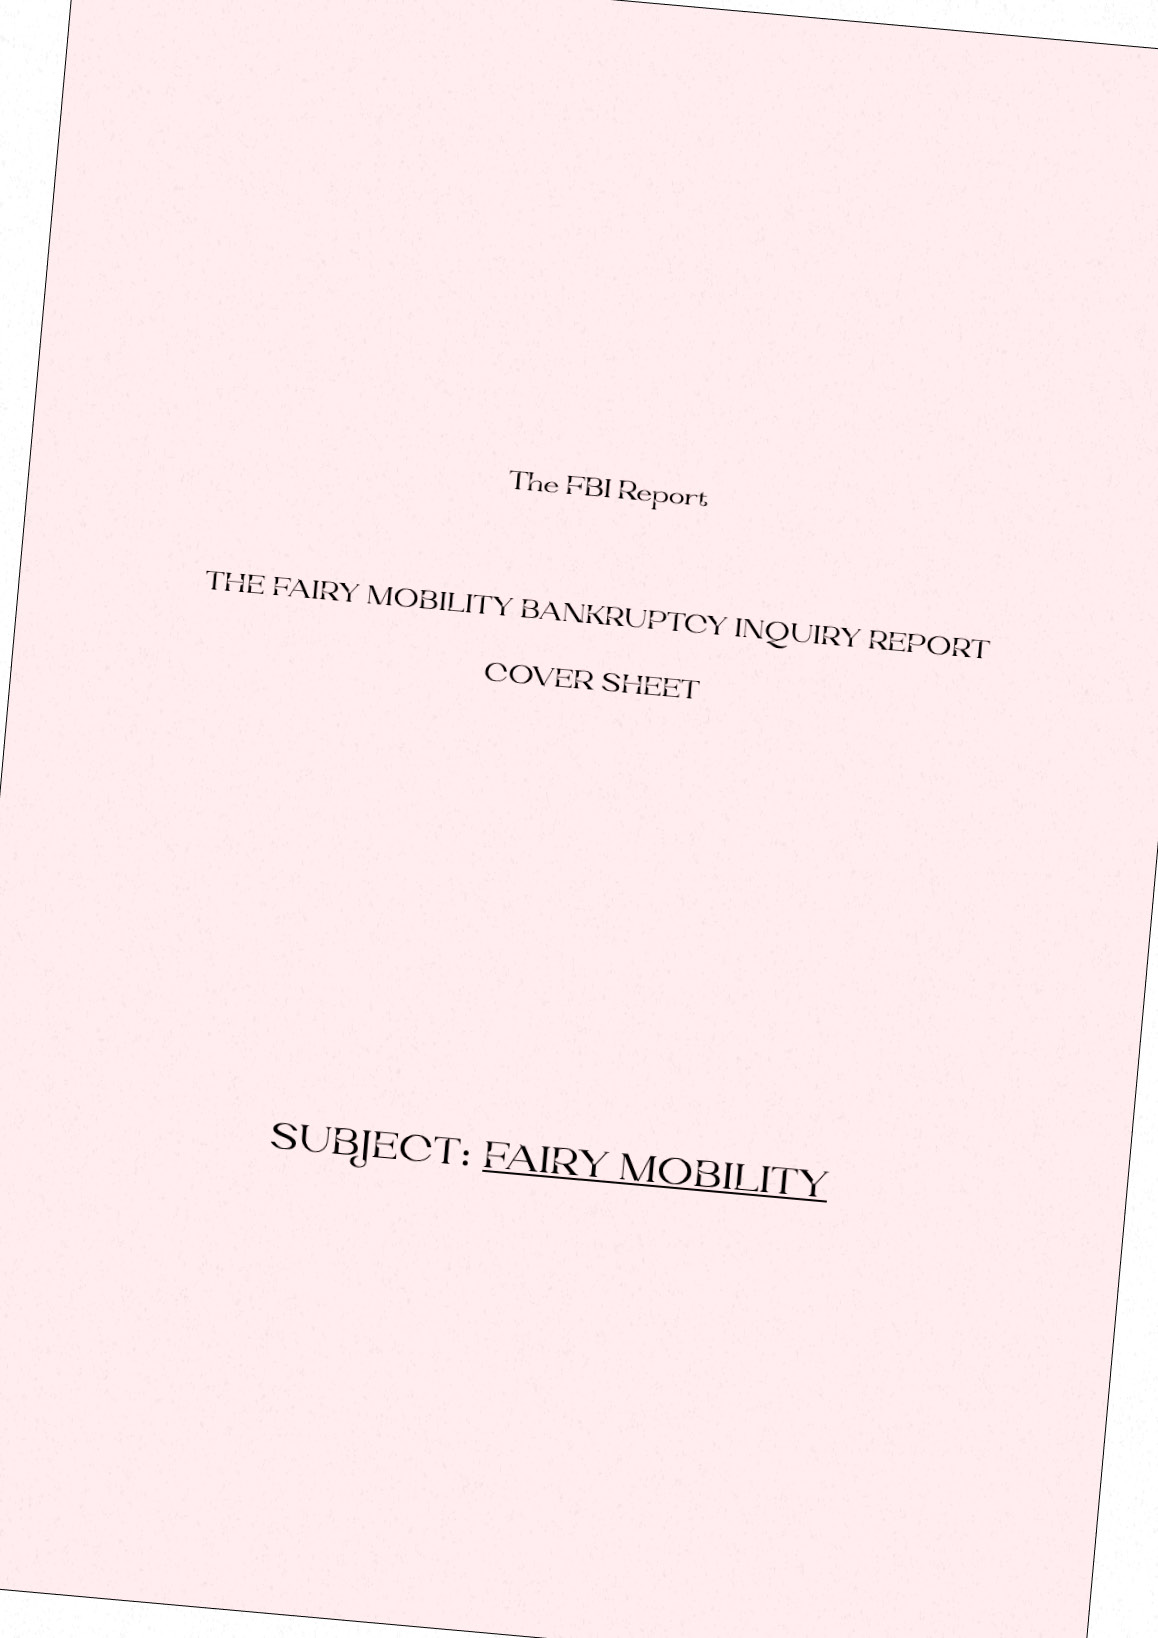 The FBI Report
THE FAIRY MOBILITY BANKRUPTCY INQUIRY REPORT
COVER SHEET
SUBJECT: FAIRY MOBILITY